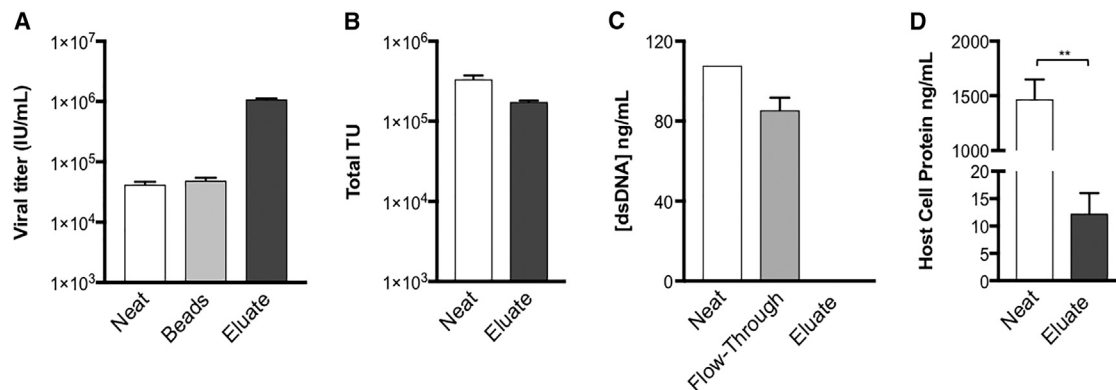 A
Viral titer (IU/mL)
1×10⁷
1×10⁶
1×10⁵
1×10⁴
1×10³
Neat
Beads
Eluate
B
Total TU
1×10⁶
1×10⁵
1×10⁴
1×10³
Neat
Eluate
C
[dsDNA] ng/mL
120
80
40
0
Neat
Flow-Through
Eluate
D
Host Cell Protein ng/mL
2000
1500
1000
20
15
10
5
0
**
Neat
Eluate